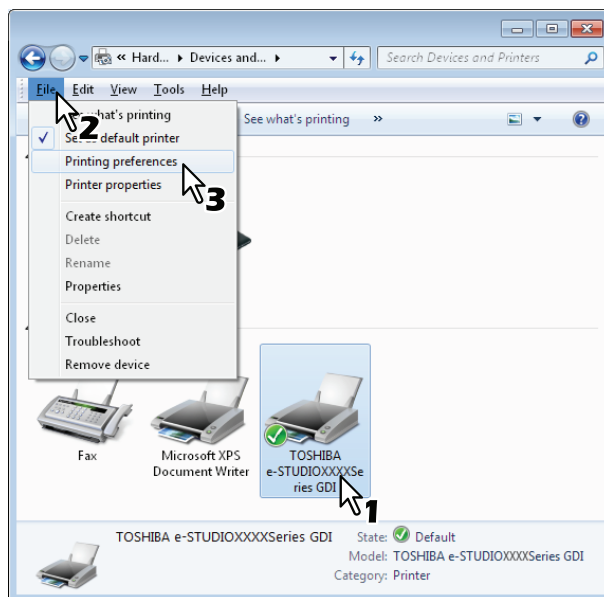 « Hard... ▸ Devices and... ▸
Search Devices and Printers
File Edit View Tools Help
See what's printing »
what's printing
Set as default printer
Printing preferences
Printer properties
Create shortcut
Delete
Rename
Properties
Close
Troubleshoot
Remove device
2
3
Fax
Microsoft XPS
Document Writer
TOSHIBA
e-STUDIOXXXXSe
ries GDI
1
TOSHIBA e-STUDIOXXXXSeries GDI State: Default
Model: TOSHIBA e-STUDIOXXXXSeries GDI
Category: Printer